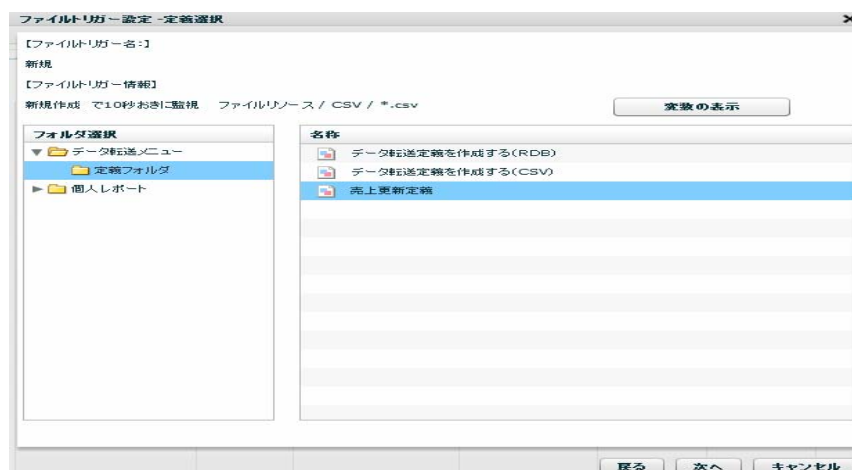 ファイルトリガー設定 -定義選択
【ファイルトリガー名:】
新規
【ファイルトリガー情報】
新規作成 で10秒おきに監視 ファイルリソース / CSV / *.csv
変数の表示
フォルダ選択
データ転送メニュー
定義フォルダ
個人レポート
名称
データ転送定義を作成する(RDB)
データ転送定義を作成する(CSV)
売上更新定義
戻る 次へ キャンセル